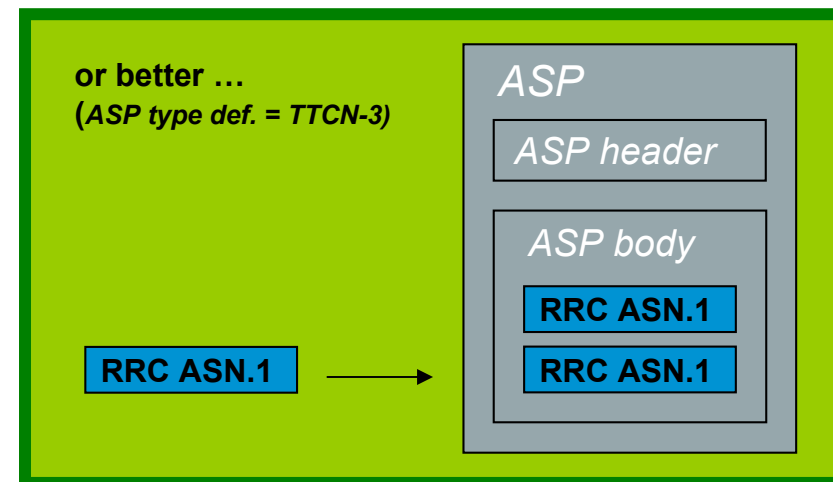 or better …
(ASP type def. = TTCN-3)
ASP
ASP header
ASP body
RRC ASN.1
RRC ASN.1
RRC ASN.1